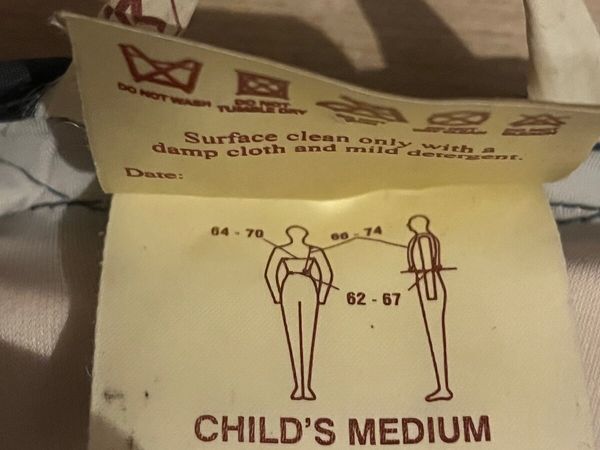 DO NOT WASH
DO NOT
TUMBLE DRY
Surface clean only with a
damp cloth and mild detergent.
Date:
64 - 70
66 - 74
62 - 67
CHILD'S MEDIUM